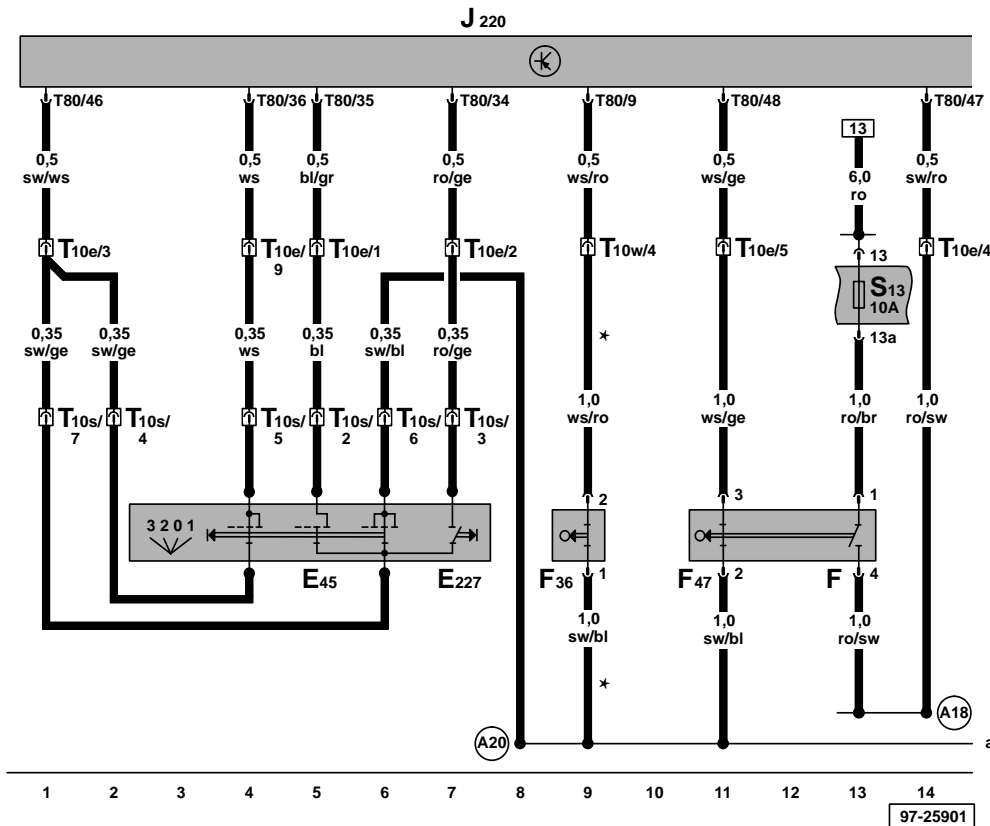 J 220
T80/46 T80/36 T80/35 T80/34 T80/9 T80/48 T80/47
13
0,5 0,5 0,5 0,5 0,5 0,5 6,0 0,5
sw/ws ws bl/gr ro/ge ws/ro ws/ge ro sw/ro
T10e/3 T10e/ T10e/1 T10e/2 T10w/4 T10e/5 13 T10e/4
9
S13
10A
0,35 0,35 0,35 0,35 0,35 0,35 * 13a
sw/ge sw/ge ws bl sw/bl ro/ge
1,0 1,0 1,0 1,0
ws/ro ws/ge ro/br ro/sw
T10s/ T10s/ T10s/ T10s/ T10s/ T10s/
7 4 5 2 6 3
2 3 1
3 2 0 1
E45 E227 F36 1 F47 2 F 4
1,0 1,0 1,0
sw/bl sw/bl ro/sw
*
A18
A20 a
1 2 3 4 5 6 7 8 9 10 11 12 13 14
97-25901